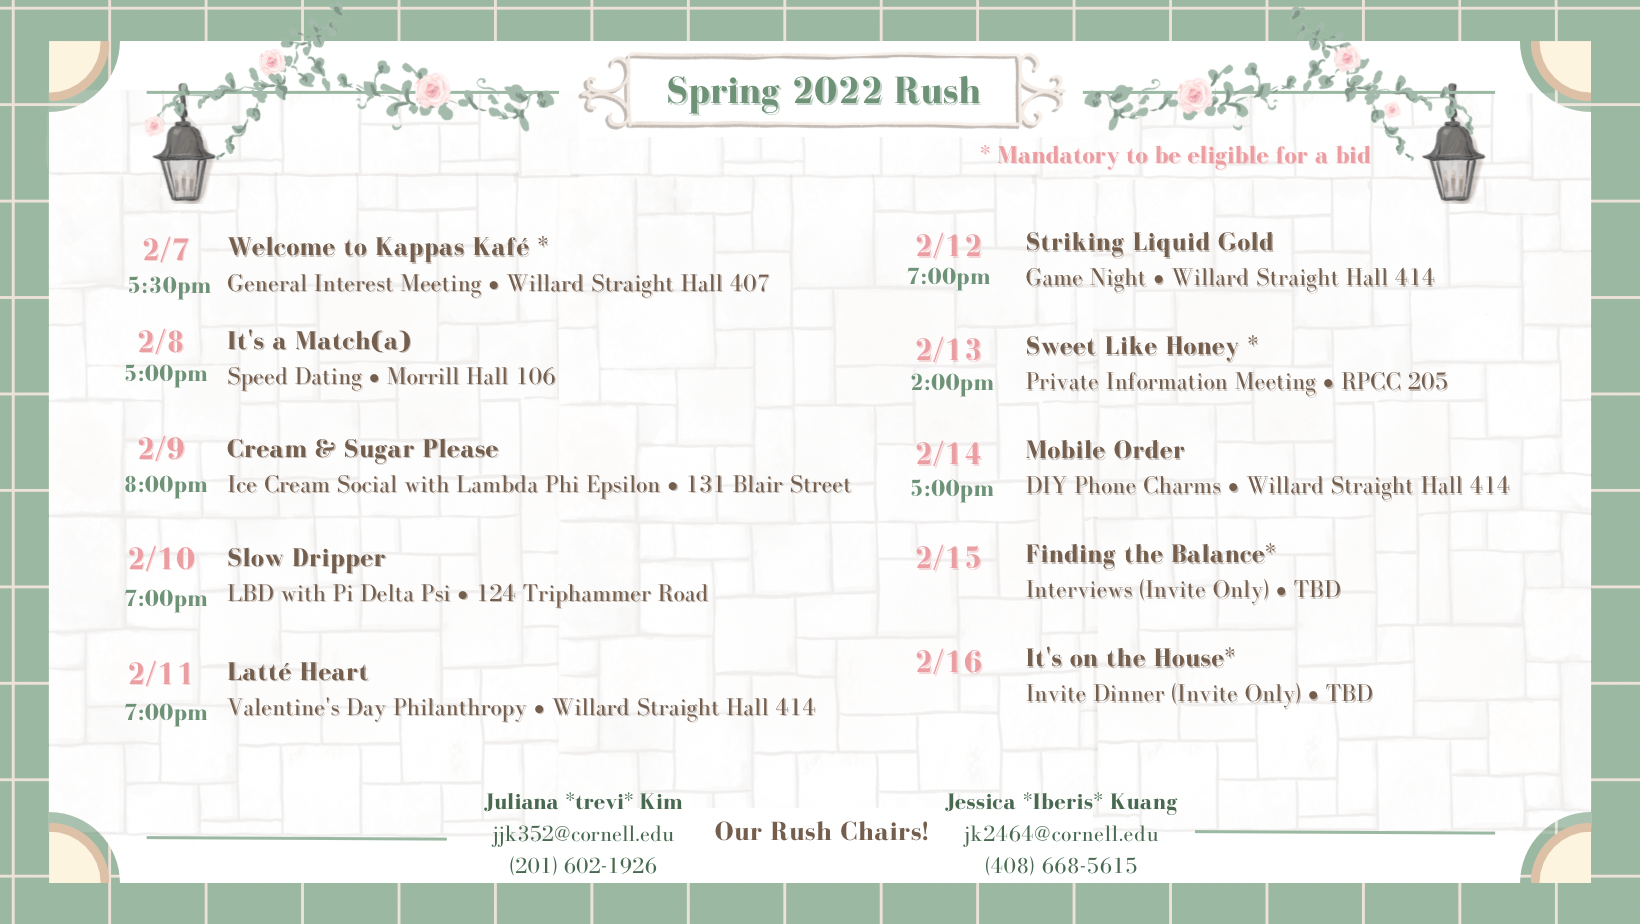 Spring 2022 Rush
* Mandatory to be eligible for a bid
2/7
Welcome to Kappas Kafé *
5:30pm
General Interest Meeting • Willard Straight Hall 407
2/8
It's a Match(a)
5:00pm
Speed Dating • Morrill Hall 106
2/9
Cream & Sugar Please
8:00pm
Ice Cream Social with Lambda Phi Epsilon • 131 Blair Street
2/10
Slow Dripper
7:00pm
LBD with Pi Delta Psi • 124 Triphammer Road
2/11
Latté Heart
7:00pm
Valentine's Day Philanthropy • Willard Straight Hall 414
2/12
Striking Liquid Gold
7:00pm
Game Night • Willard Straight Hall 414
2/13
Sweet Like Honey *
2:00pm
Private Information Meeting • RPCC 205
2/14
Mobile Order
5:00pm
DIY Phone Charms • Willard Straight Hall 414
2/15
Finding the Balance*
Interviews (Invite Only) • TBD
2/16
It's on the House*
Invite Dinner (Invite Only) • TBD
Juliana *trevi* Kim
jjk352@cornell.edu
(201) 602-1926
Our Rush Chairs!
Jessica *Iberis* Kuang
jk2464@cornell.edu
(408) 668-5615